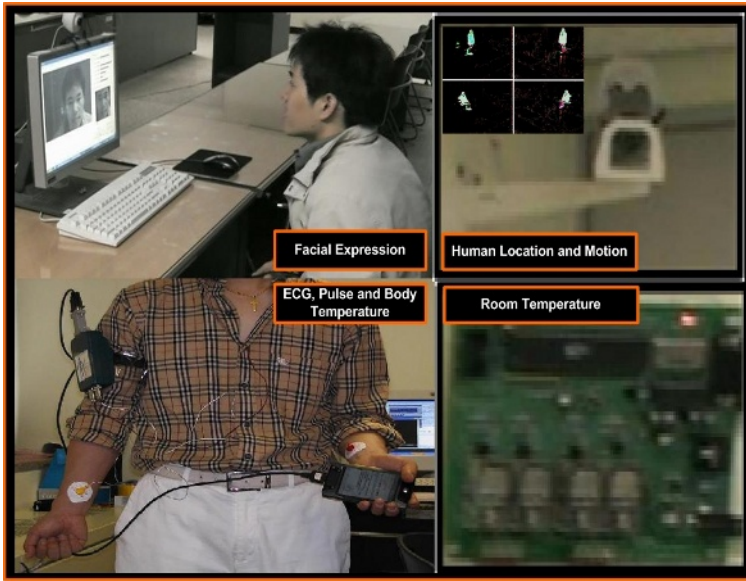 Facial Expression
Human Location and Motion
ECG, Pulse and Body
Temperature
Room Temperature